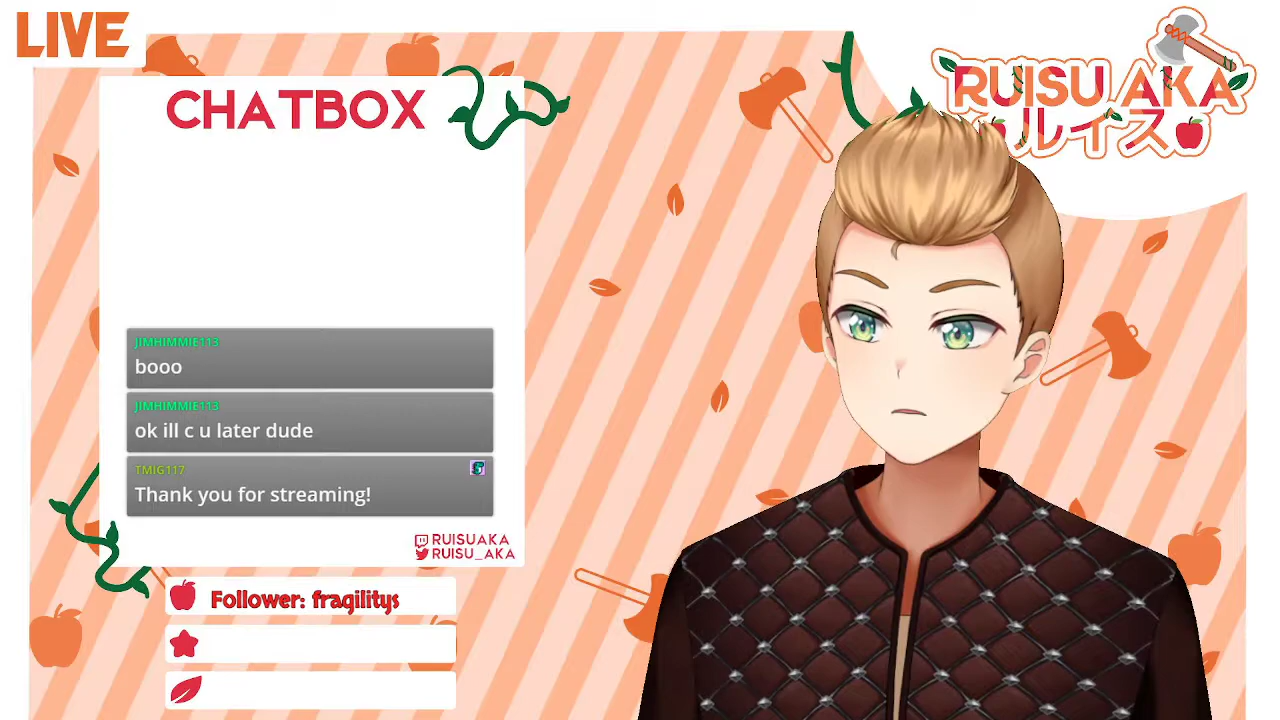 LIVE
RUISU AKA
ルイス
CHATBOX
JIMHIMMIE113
booo
JIMHIMMIE113
ok ill c u later dude
TMIG117
Thank you for streaming!
RUISUAKA
RUISU_AKA
Follower: fragilitys